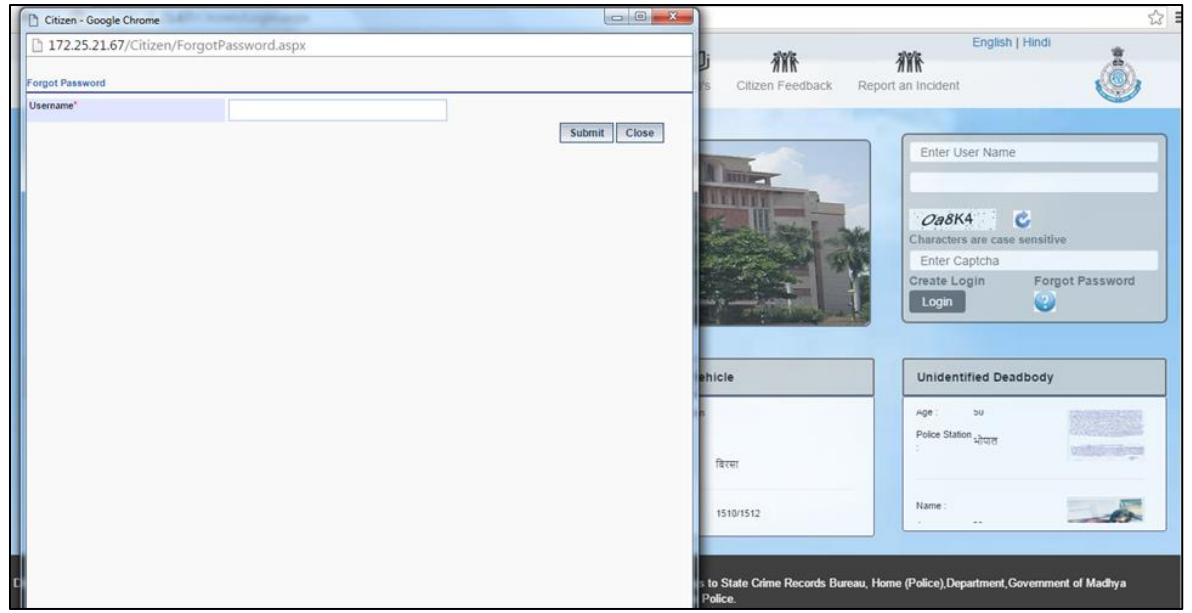 Citizen - Google Chrome
172.25.21.67/Citizen/ForgotPassword.aspx
Forgot Password
Username*
Submit Close
English | Hindi
Citizen Feedback
Report an Incident
Enter User Name
Oa8K4
Characters are case sensitive
Enter Captcha
Create Login Forgot Password
Login
?
ehicle
बिरसा
1510/1512
Unidentified Deadbody
Age : 50
Police Station : भोपाल
Name :
s to State Crime Records Bureau, Home (Police),Department,Government of Madhya
Police.